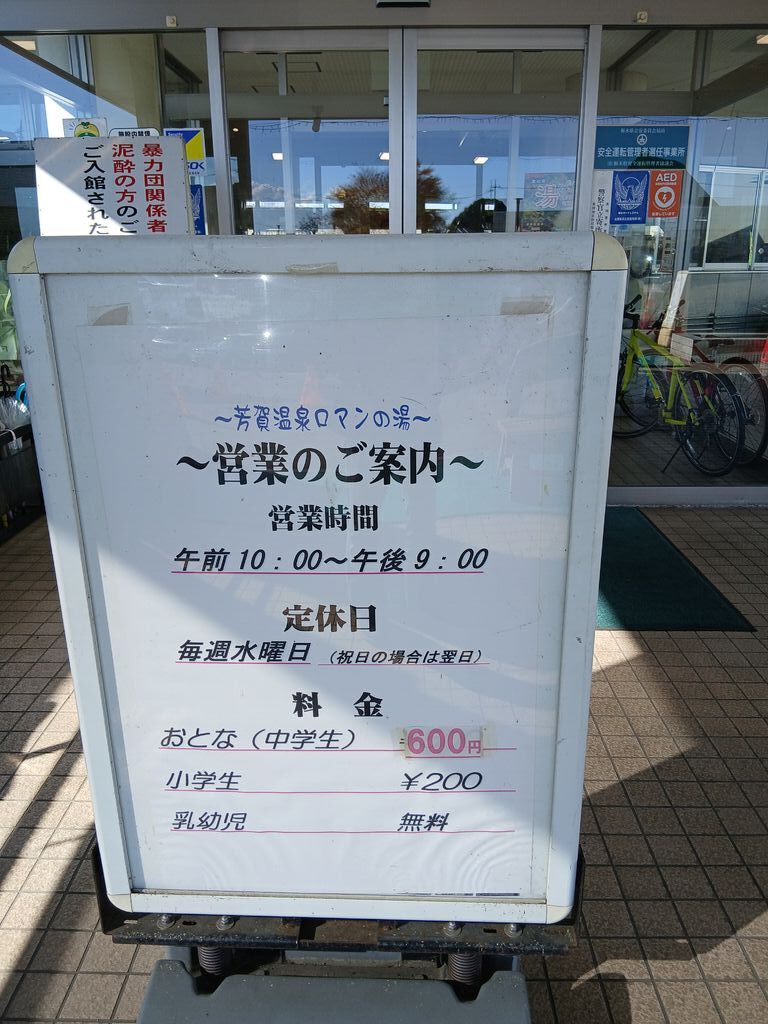 暴力団関係者
泥酔の方のご
ご入館された
施設内禁煙
安全運転管理者選任事業所
AED
湯
～芳賀温泉ロマンの湯～
～営業のご案内～
営業時間
午前10：00～午後9：00
定休日
毎週水曜日（祝日の場合は翌日）
料 金
おとな（中学生） 600円
小学生 ￥200
乳幼児 無料